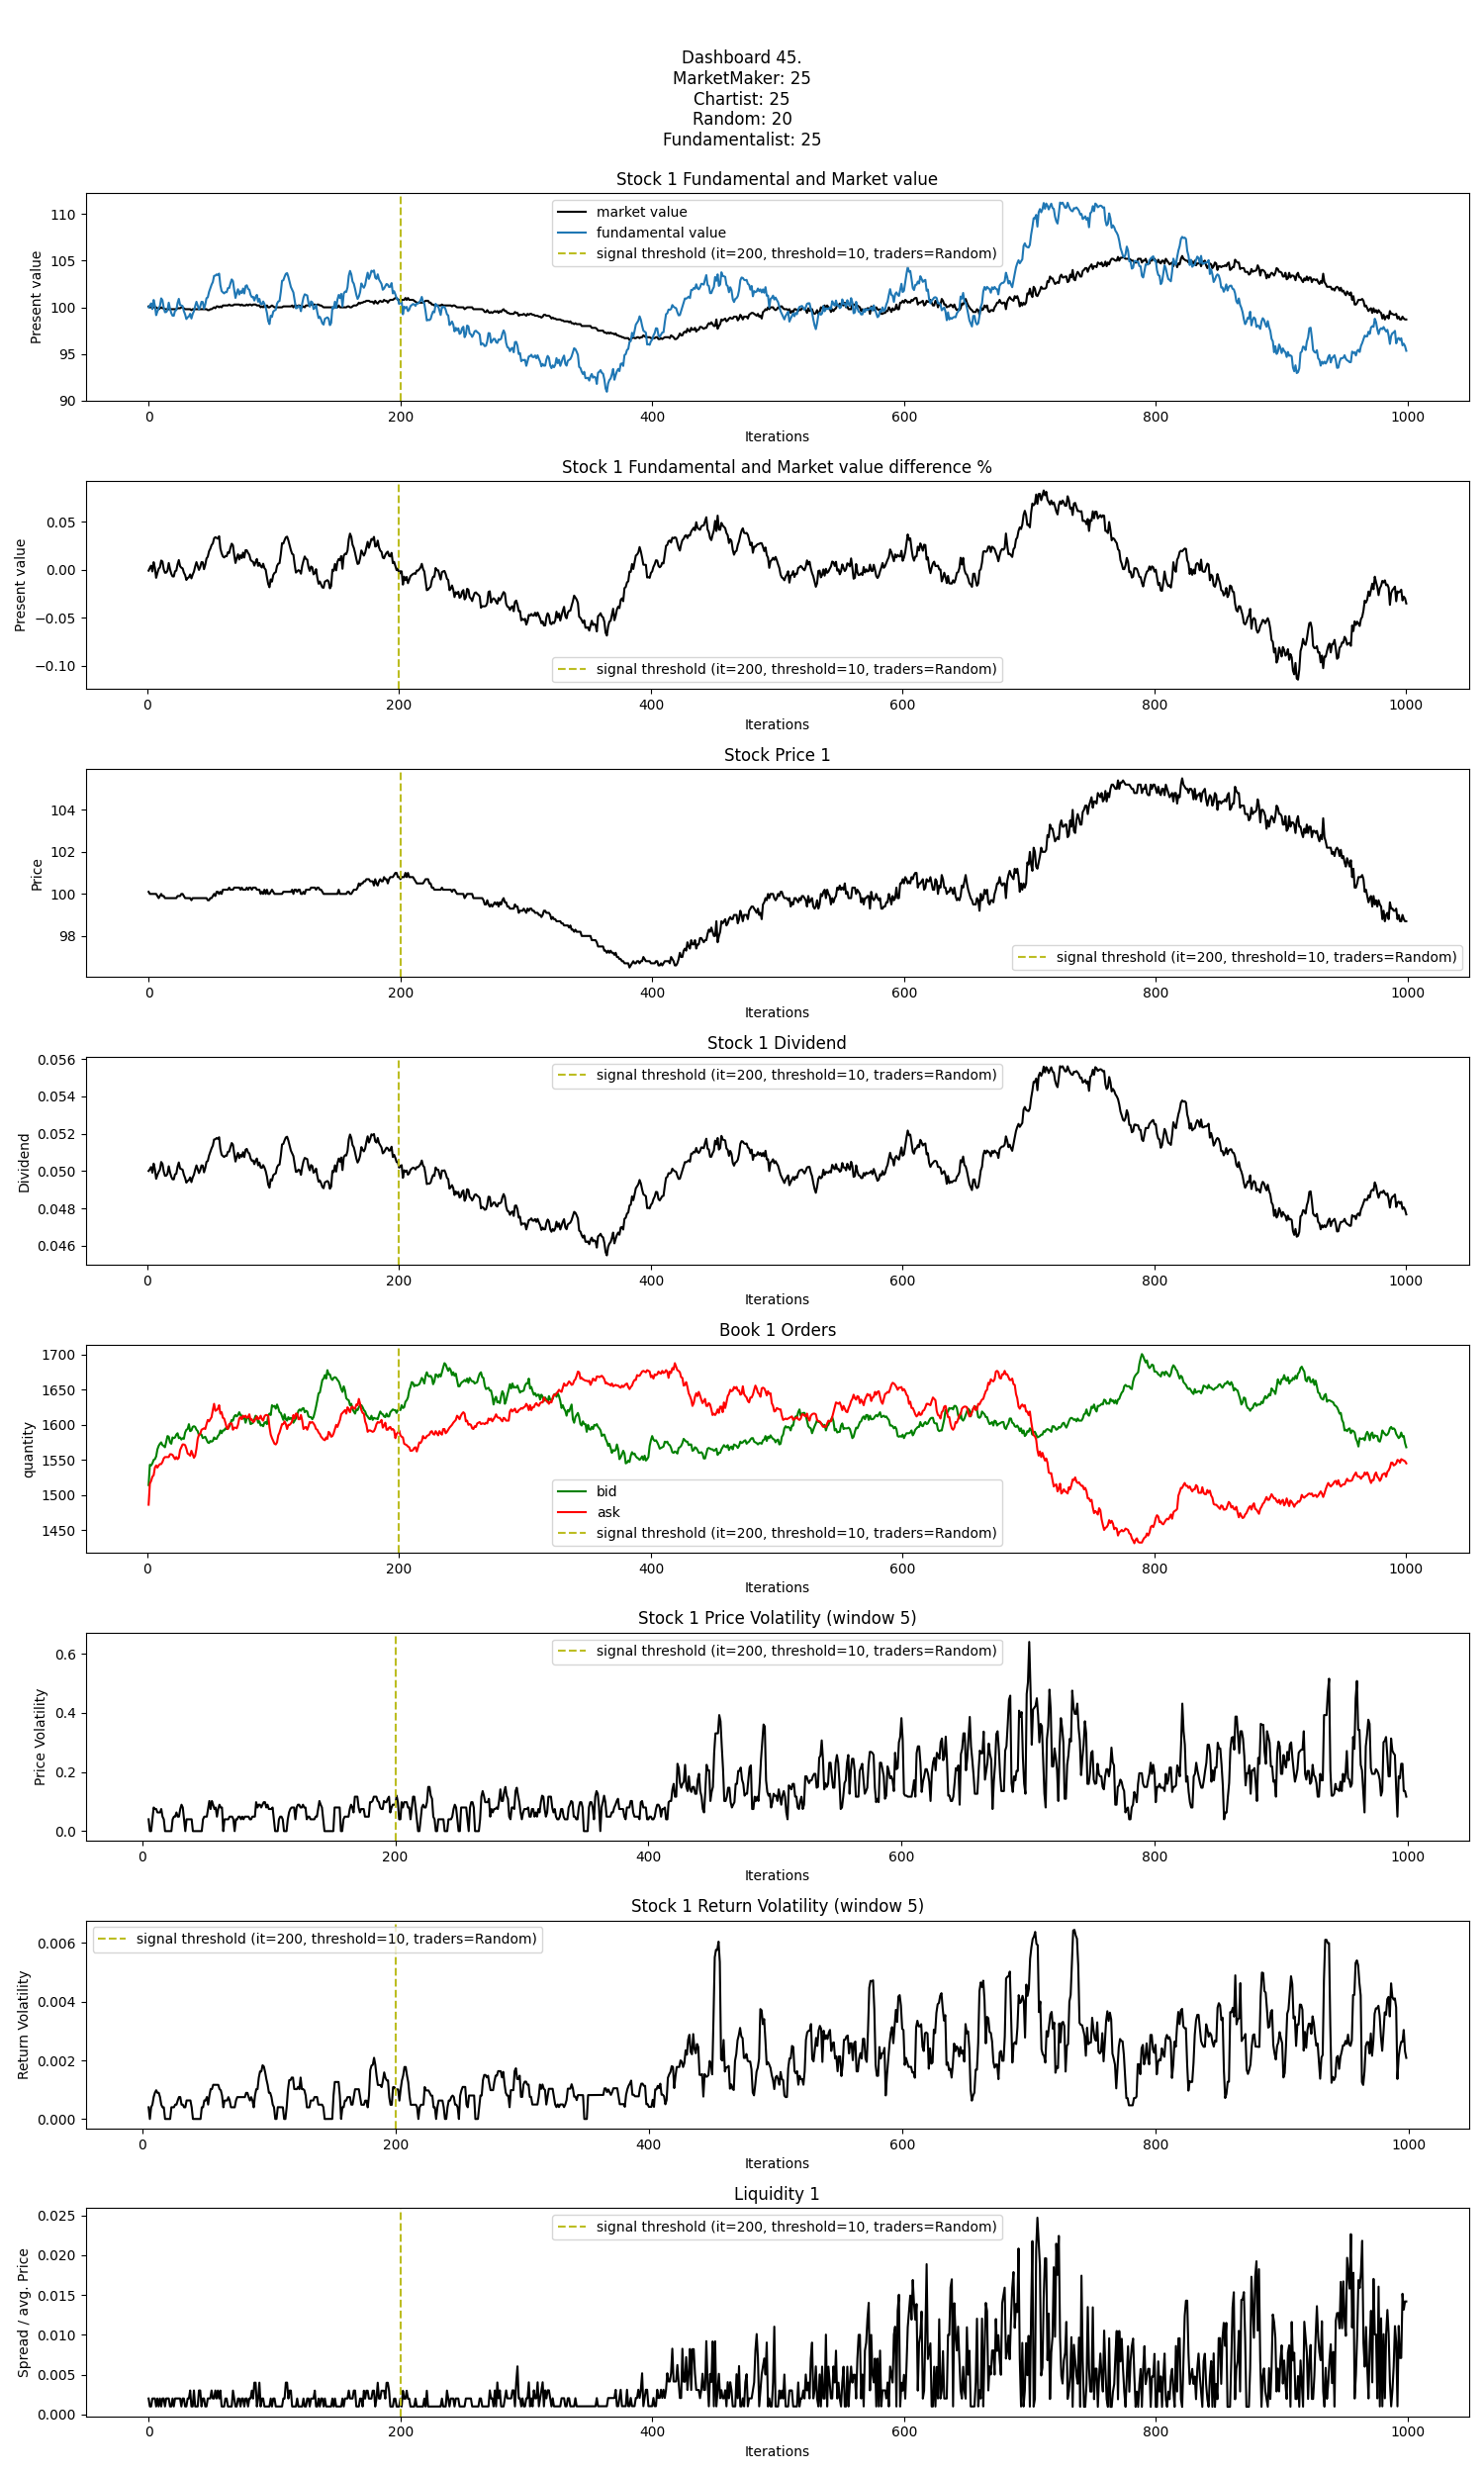 Dashboard 45.
MarketMaker: 25
Chartist: 25
Random: 20
Fundamentalist: 25
Stock 1 Fundamental and Market value
Present value
110
105
100
95
90
market value
fundamental value
signal threshold (it=200, threshold=10, traders=Random)
0 200 400 600 800 1000
Iterations
Stock 1 Fundamental and Market value difference %
Present value
0.05
0.00
−0.05
−0.10
signal threshold (it=200, threshold=10, traders=Random)
0 200 400 600 800 1000
Iterations
Stock Price 1
Price
104
102
100
98
signal threshold (it=200, threshold=10, traders=Random)
0 200 400 600 800 1000
Iterations
Stock 1 Dividend
Dividend
0.056
0.054
0.052
0.050
0.048
0.046
signal threshold (it=200, threshold=10, traders=Random)
0 200 400 600 800 1000
Iterations
Book 1 Orders
quantity
1700
1650
1600
1550
1500
1450
bid
ask
signal threshold (it=200, threshold=10, traders=Random)
0 200 400 600 800 1000
Iterations
Stock 1 Price Volatility (window 5)
Price Volatility
0.6
0.4
0.2
0.0
signal threshold (it=200, threshold=10, traders=Random)
0 200 400 600 800 1000
Iterations
Stock 1 Return Volatility (window 5)
Return Volatility
0.006
0.004
0.002
0.000
signal threshold (it=200, threshold=10, traders=Random)
0 200 400 600 800 1000
Iterations
Liquidity 1
Spread / avg. Price
0.025
0.020
0.015
0.010
0.005
0.000
signal threshold (it=200, threshold=10, traders=Random)
0 200 400 600 800 1000
Iterations